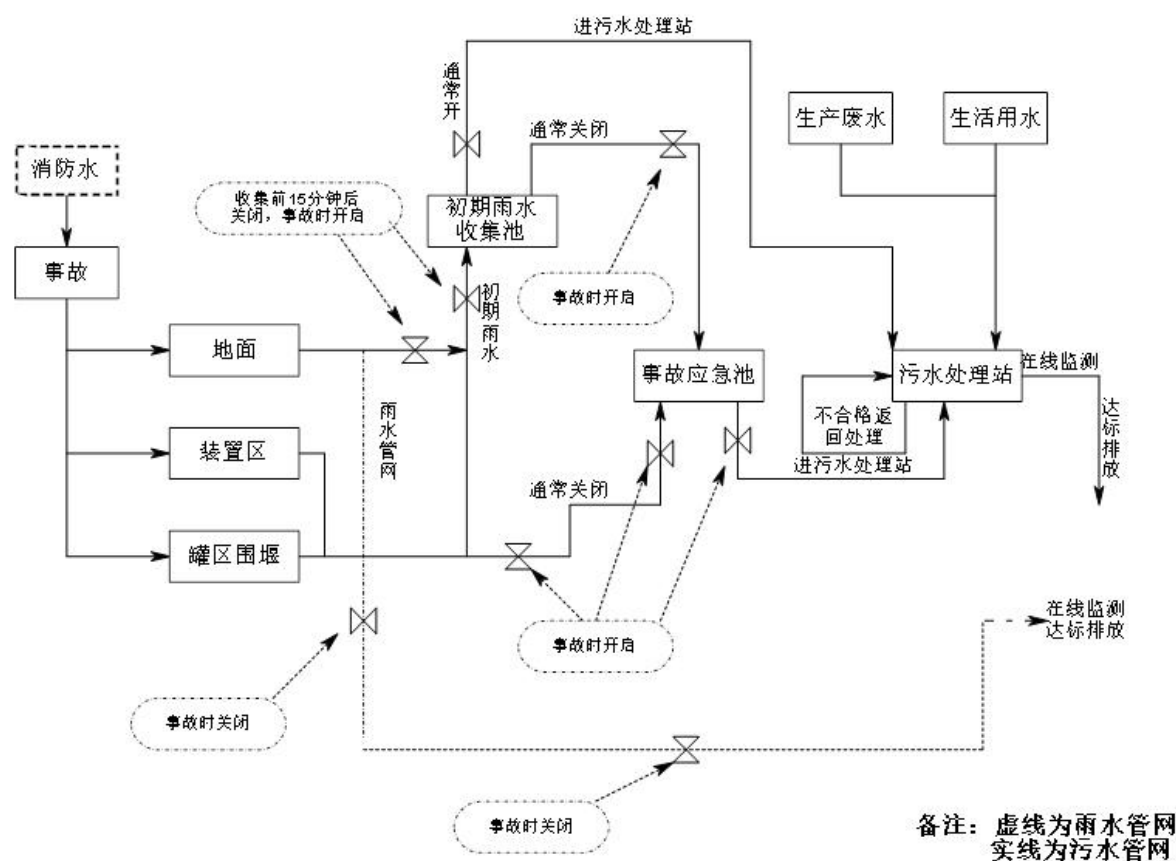 进污水处理站
通常开
生产废水
生活用水
通常关闭
消防水
收集前15分钟后
关闭，事故时开启
初期雨水
收集池
事故
初期雨水
事故时开启
地面
雨水管网
事故应急池
污水处理站
在线监测
达标排放
不合格返
回处理
装置区
进污水处理站
通常关闭
罐区围堰
事故时开启
在线监测
达标排放
事故时关闭
事故时关闭
备注：虚线为雨水管网
实线为污水管网